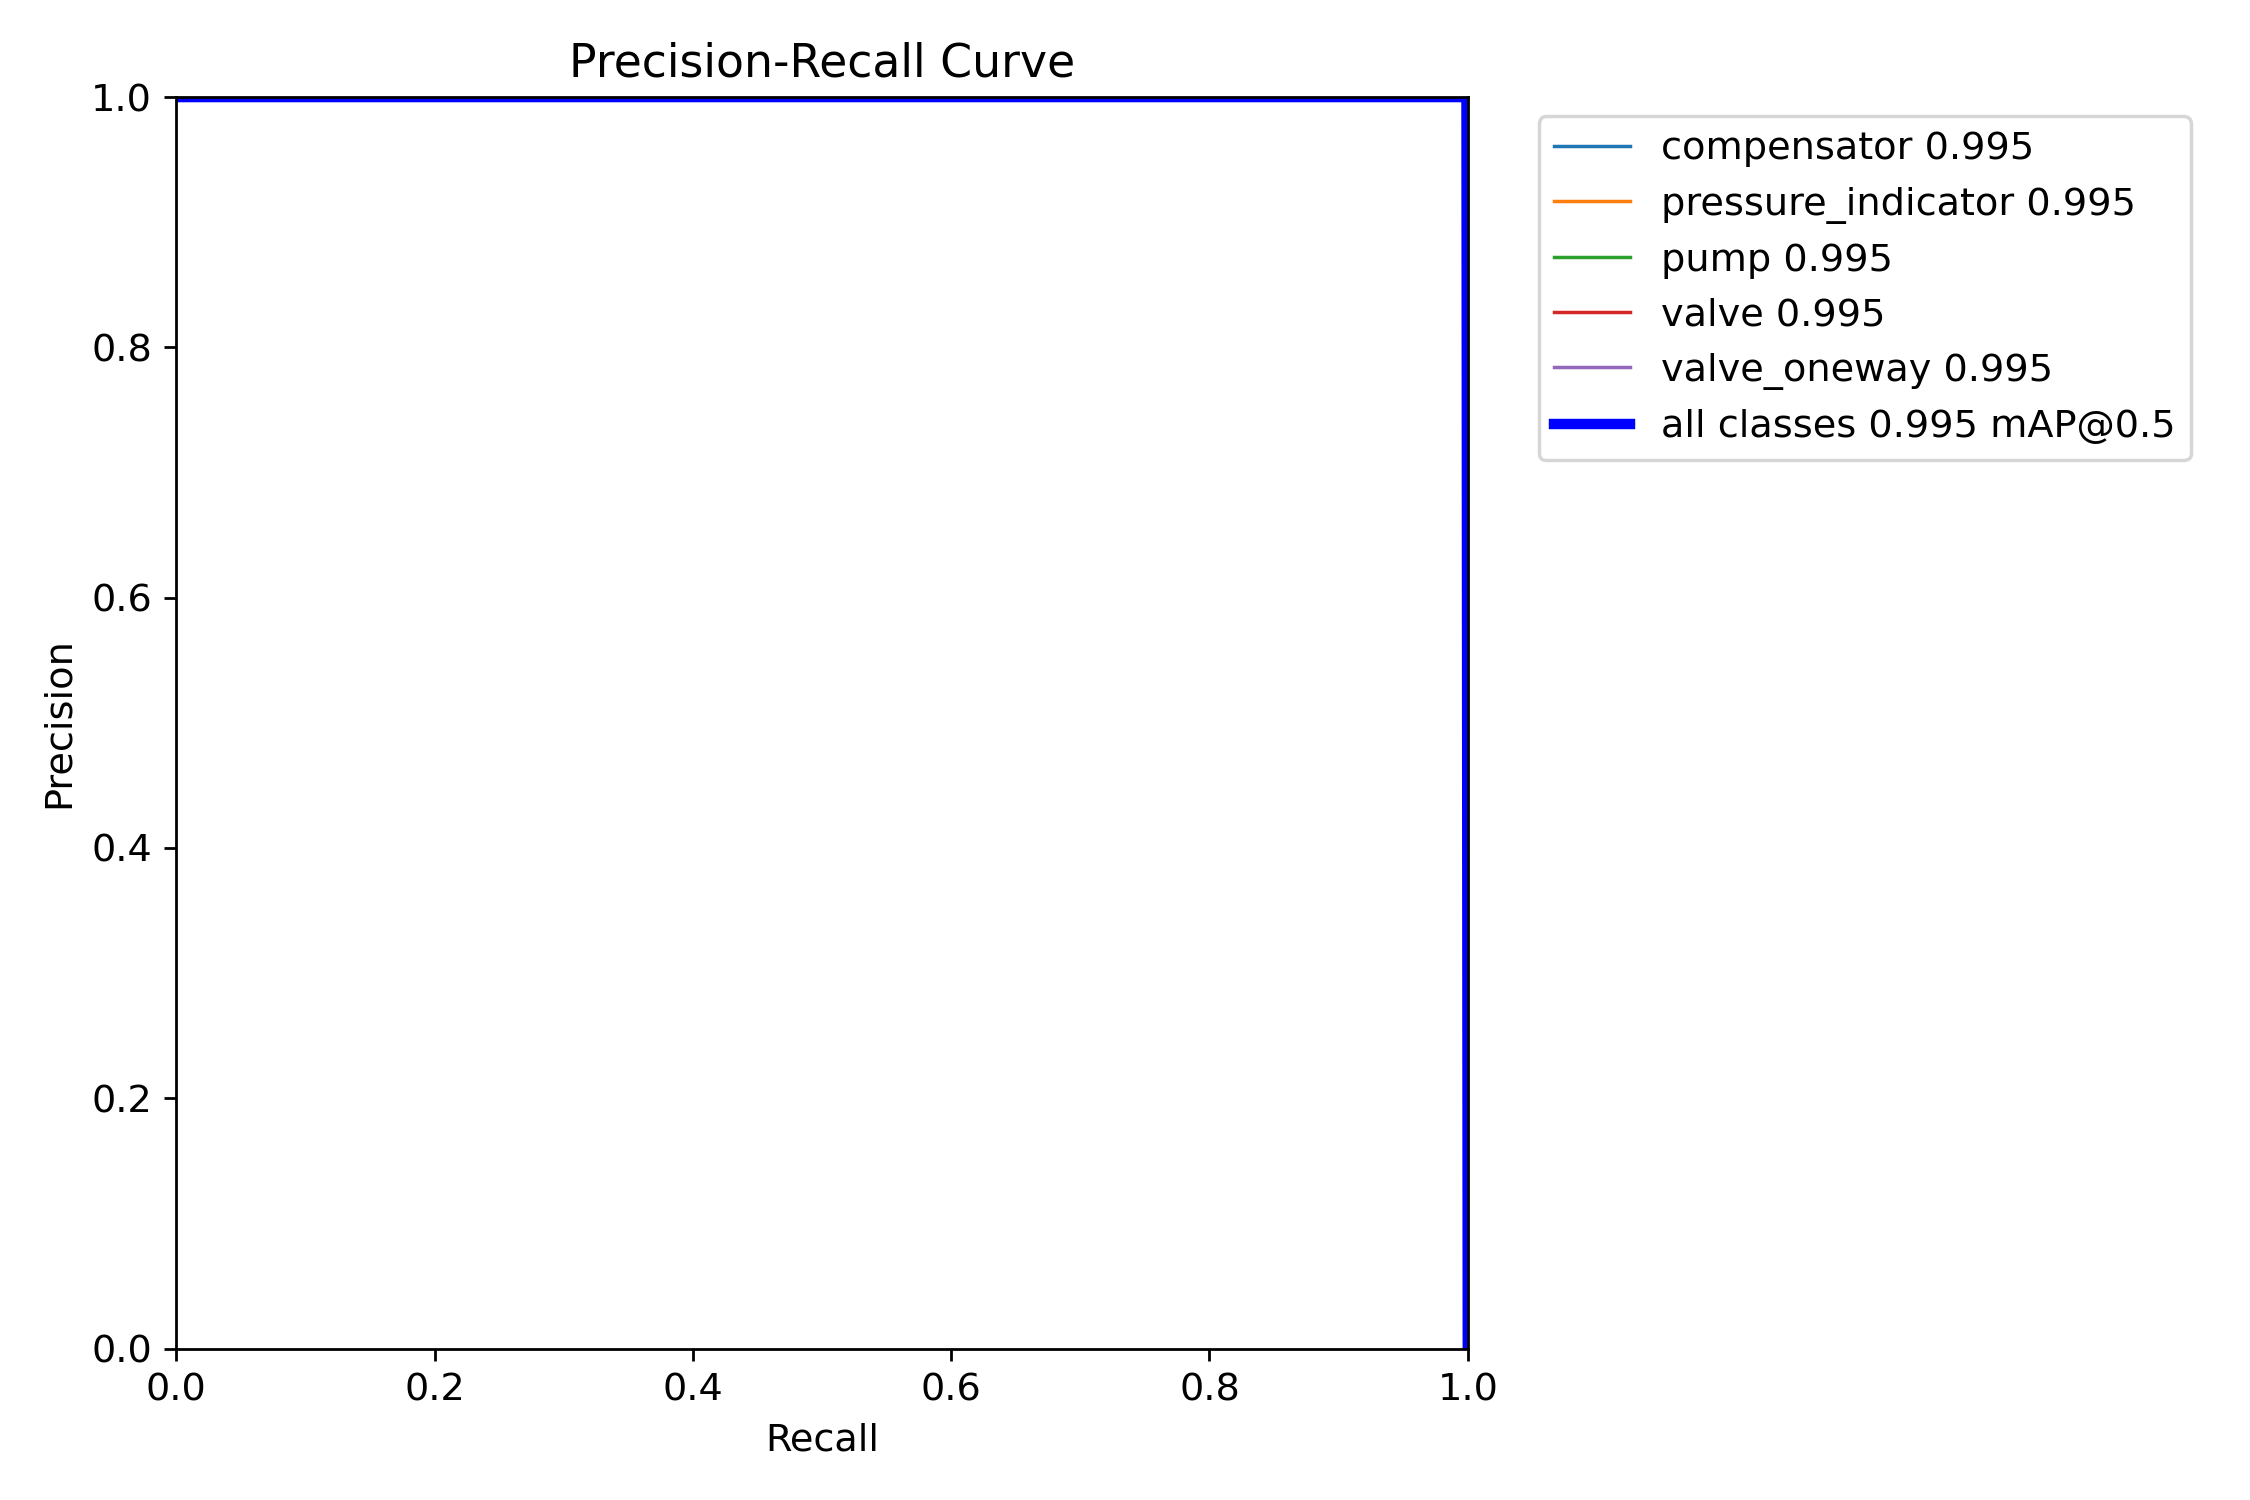 Precision-Recall Curve
1.0
0.8
0.6
0.4
0.2
0.0
Precision
0.0 0.2 0.4 0.6 0.8 1.0
Recall
compensator 0.995
pressure_indicator 0.995
pump 0.995
valve 0.995
valve_oneway 0.995
all classes 0.995 mAP@0.5